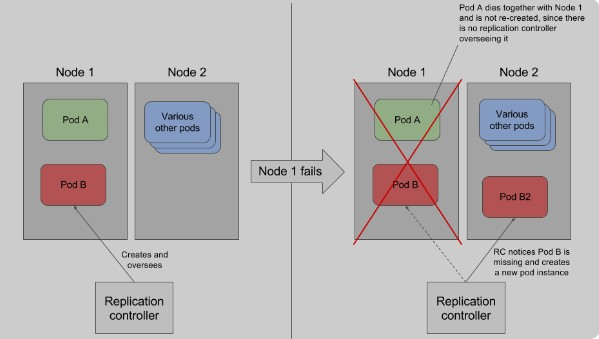 Pod A dies together with Node 1
and is not re-created, since there
is no replication controller
overseeing it
Node 1
Node 2
Pod A
Various
other pods
Pod B
Creates and
oversees
Replication
controller
Node 1 fails
Node 1
Node 2
Pod A
Various
other pods
Pod B
Pod B2
RC notices Pod B is
missing and creates
a new pod instance
Replication
controller